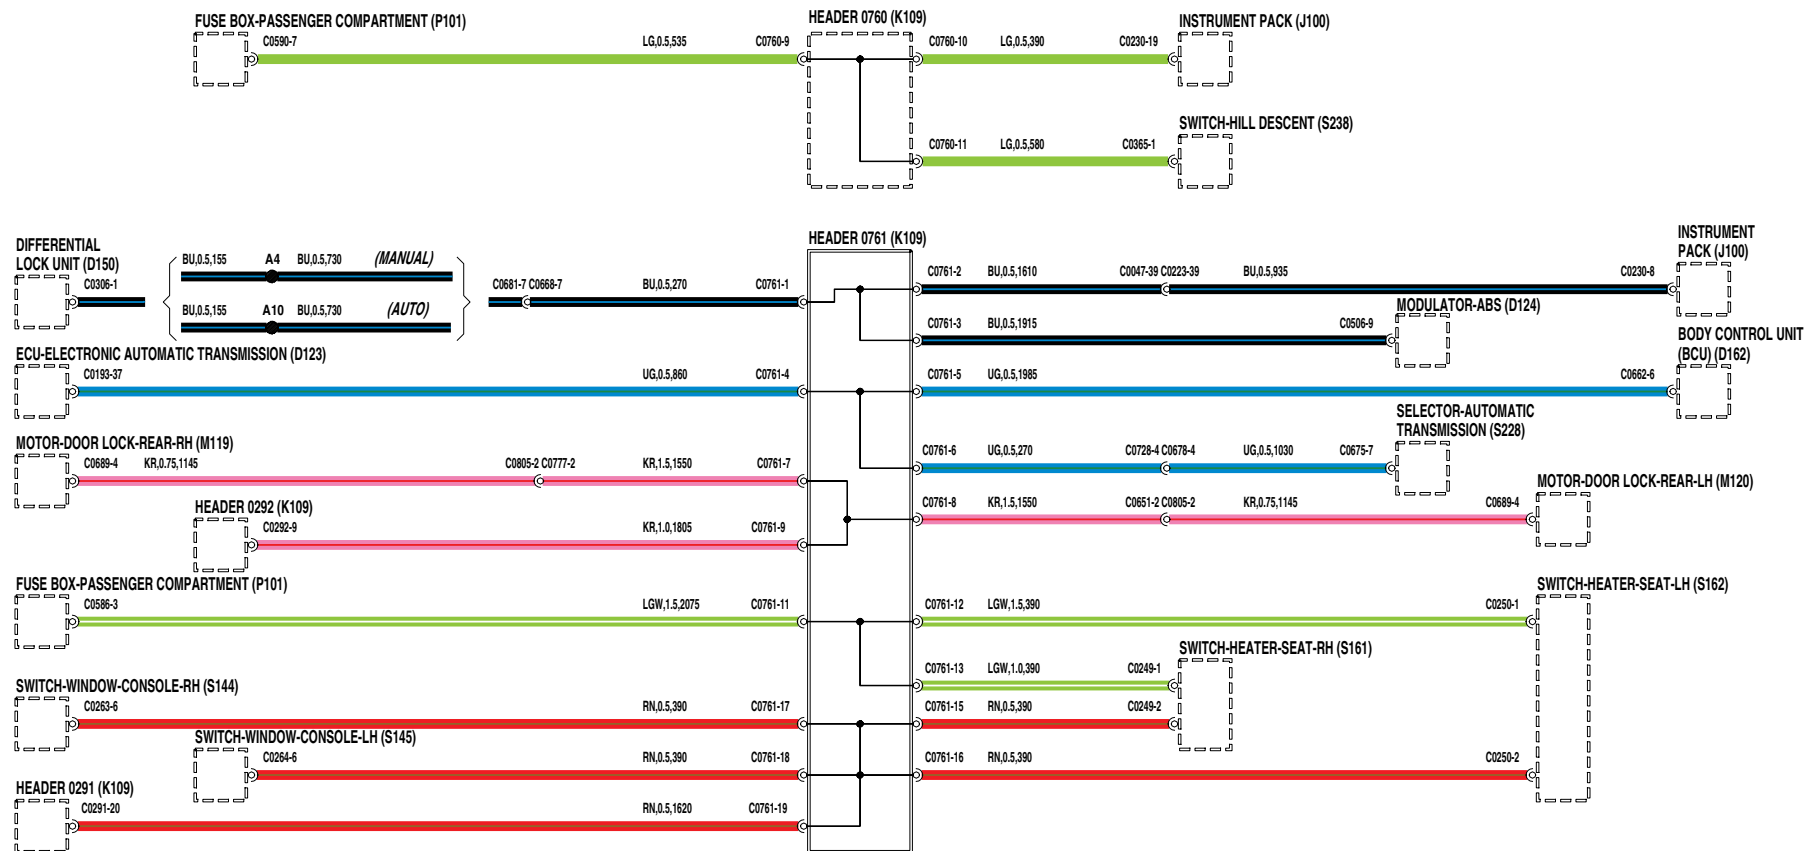 FUSE BOX-PASSENGER COMPARTMENT (P101)
HEADER 0760 (K109)
INSTRUMENT PACK (J100)
C0590-7 LG,0.5,535 C0760-9
C0760-10 LG,0.5,390 C0230-19
SWITCH-HILL DESCENT (S238)
C0760-11 LG,0.5,580 C0365-1
HEADER 0761 (K109)
DIFFERENTIAL
LOCK UNIT (D150)
C0306-1
BU,0.5,155 A4 BU,0.5,730 (MANUAL)
BU,0.5,155 A10 BU,0.5,730 (AUTO)
C0681-7 C0668-7 BU,0.5,270 C0761-1
INSTRUMENT
PACK (J100)
C0761-2 BU,0.5,1610 C0047-39 C0223-39 BU,0.5,935 C0230-8
MODULATOR-ABS (D124)
C0761-3 BU,0.5,1915 C0506-9
ECU-ELECTRONIC AUTOMATIC TRANSMISSION (D123)
C0193-37 UG,0.5,860 C0761-4
BODY CONTROL UNIT
(BCU) (D162)
C0761-5 UG,0.5,1985 C0662-6
SELECTOR-AUTOMATIC
TRANSMISSION (S228)
C0761-6 UG,0.5,270 C0728-4 C0678-4 UG,0.5,1030 C0675-7
MOTOR-DOOR LOCK-REAR-RH (M119)
C0689-4 KR,0.75,1145 C0805-2 C0777-2 KR,1.5,1550 C0761-7
MOTOR-DOOR LOCK-REAR-LH (M120)
C0761-8 KR,1.5,1550 C0651-2 C0805-2 KR,0.75,1145 C0689-4
HEADER 0292 (K109)
C0292-9 KR,1.0,1805 C0761-9
FUSE BOX-PASSENGER COMPARTMENT (P101)
C0586-3 LGW,1.5,2075 C0761-11
SWITCH-HEATER-SEAT-LH (S162)
C0761-12 LGW,1.5,390 C0250-1
SWITCH-HEATER-SEAT-RH (S161)
C0761-13 LGW,1.0,390 C0249-1
SWITCH-WINDOW-CONSOLE-RH (S144)
C0263-6 RN,0.5,390 C0761-17
C0761-15 RN,0.5,390 C0249-2
SWITCH-WINDOW-CONSOLE-LH (S145)
C0264-6 RN,0.5,390 C0761-18
C0761-16 RN,0.5,390 C0250-2
HEADER 0291 (K109)
C0291-20 RN,0.5,1620 C0761-19